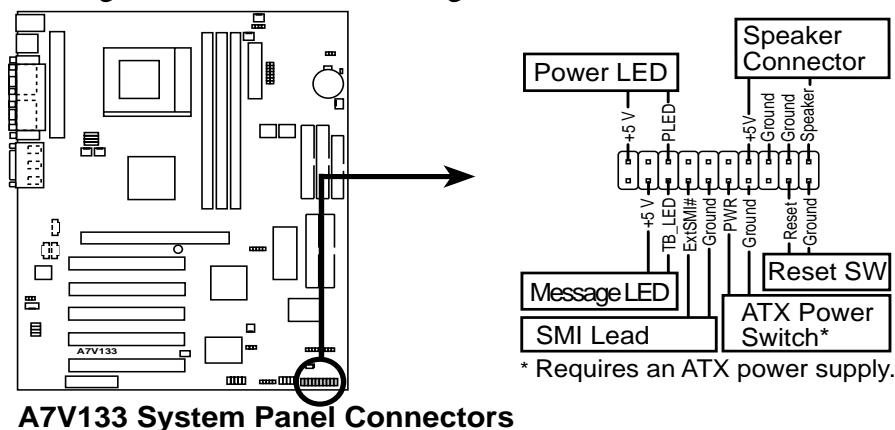 Power LED
Speaker
Connector
+5 V
PLED
+5V
Ground
Ground
Speaker
+5 V
TB_LED
ExtSMI#
Ground
PWR
Ground
Reset
Ground
Message LED
SMI Lead
Reset SW
ATX Power
Switch*
* Requires an ATX power supply.
A7V133
A7V133 System Panel Connectors